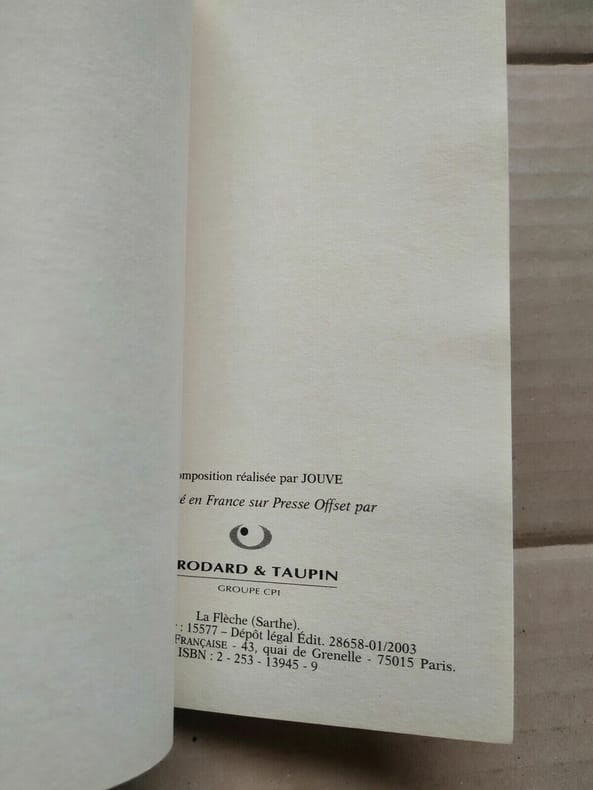 omposition réalisée par JOUVE
é en France sur Presse Offset par
RODARD & TAUPIN
GROUPE CPI
La Flèche (Sarthe).
: 15577 – Dépôt légal Édit. 28658-01/2003
FRANÇAISE - 43, quai de Grenelle - 75015 Paris.
ISBN : 2 - 253 - 13945 - 9